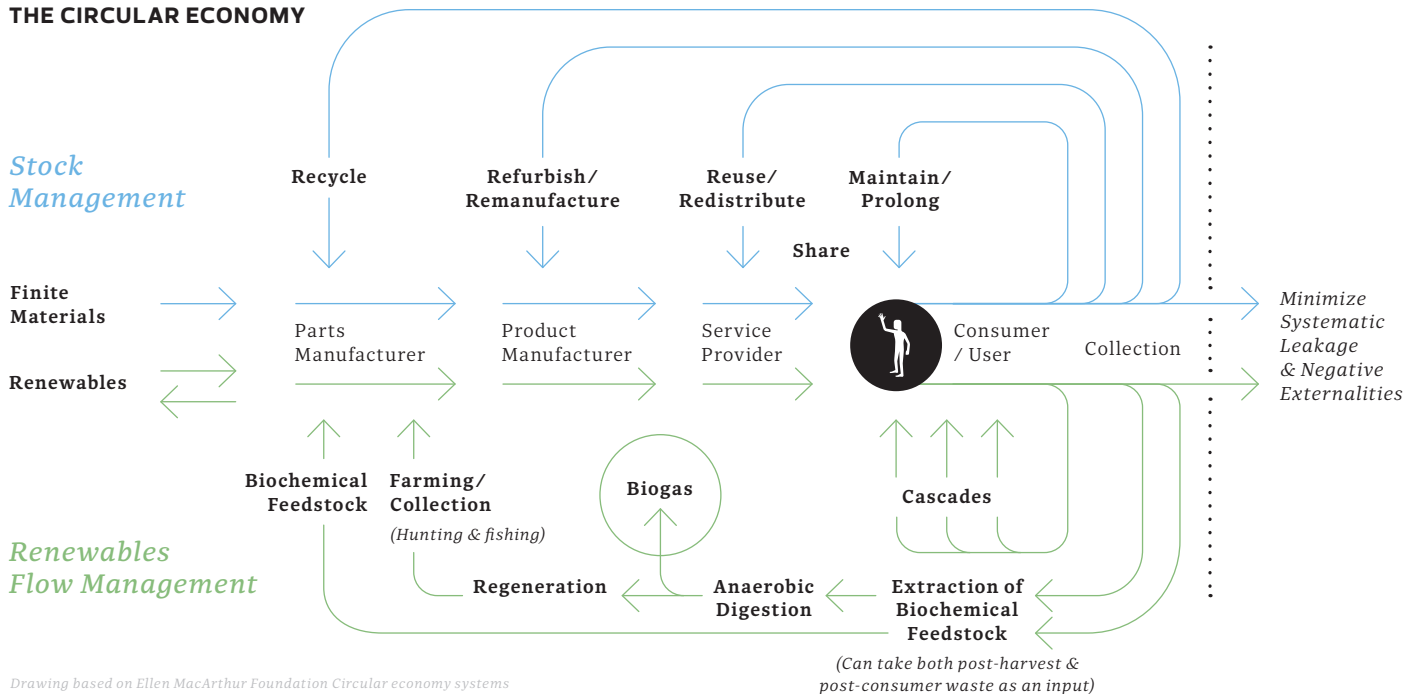 THE CIRCULAR ECONOMY
Stock
Management
Recycle
Refurbish/
Remanufacture
Reuse/
Redistribute
Maintain/
Prolong
Share
Finite
Materials
Renewables
Parts
Manufacturer
Product
Manufacturer
Service
Provider
Consumer
/ User
Collection
Minimize
Systematic
Leakage
& Negative
Externalities
Biochemical
Feedstock
Farming/
Collection
(Hunting & fishing)
Biogas
Cascades
Renewables
Flow Management
Regeneration
Anaerobic
Digestion
Extraction of
Biochemical
Feedstock
(Can take both post-harvest &
post-consumer waste as an input)
Drawing based on Ellen MacArthur Foundation Circular economy systems